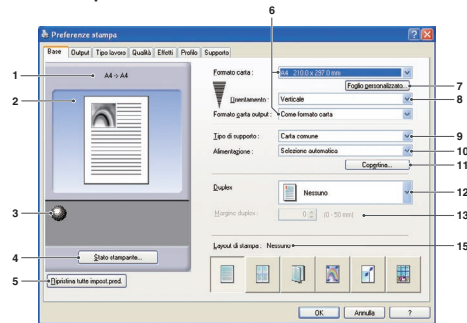 6
Preferenze stampa
Base Output Tipo lavoro Qualità Effetti Profilo Supporto
1
A4 > A4
Formato carta :
A4 210.0 x 297.0 mm
2
Foglio personalizzato...
7
Orientamento :
Verticale
8
Formato carta output :
Come formato carta
Tipo di supporto :
Carta comune
9
Alimentazione :
Selezione automatica
10
Copertina...
11
Duplex
Nessuno
12
3
Margine duplex:
0
(0 - 50 mm)
13
4
Stato stampante...
Layout di stampa : Nessuno
15
5
Ripristina tutte impost.pred.
OK Annulla ?